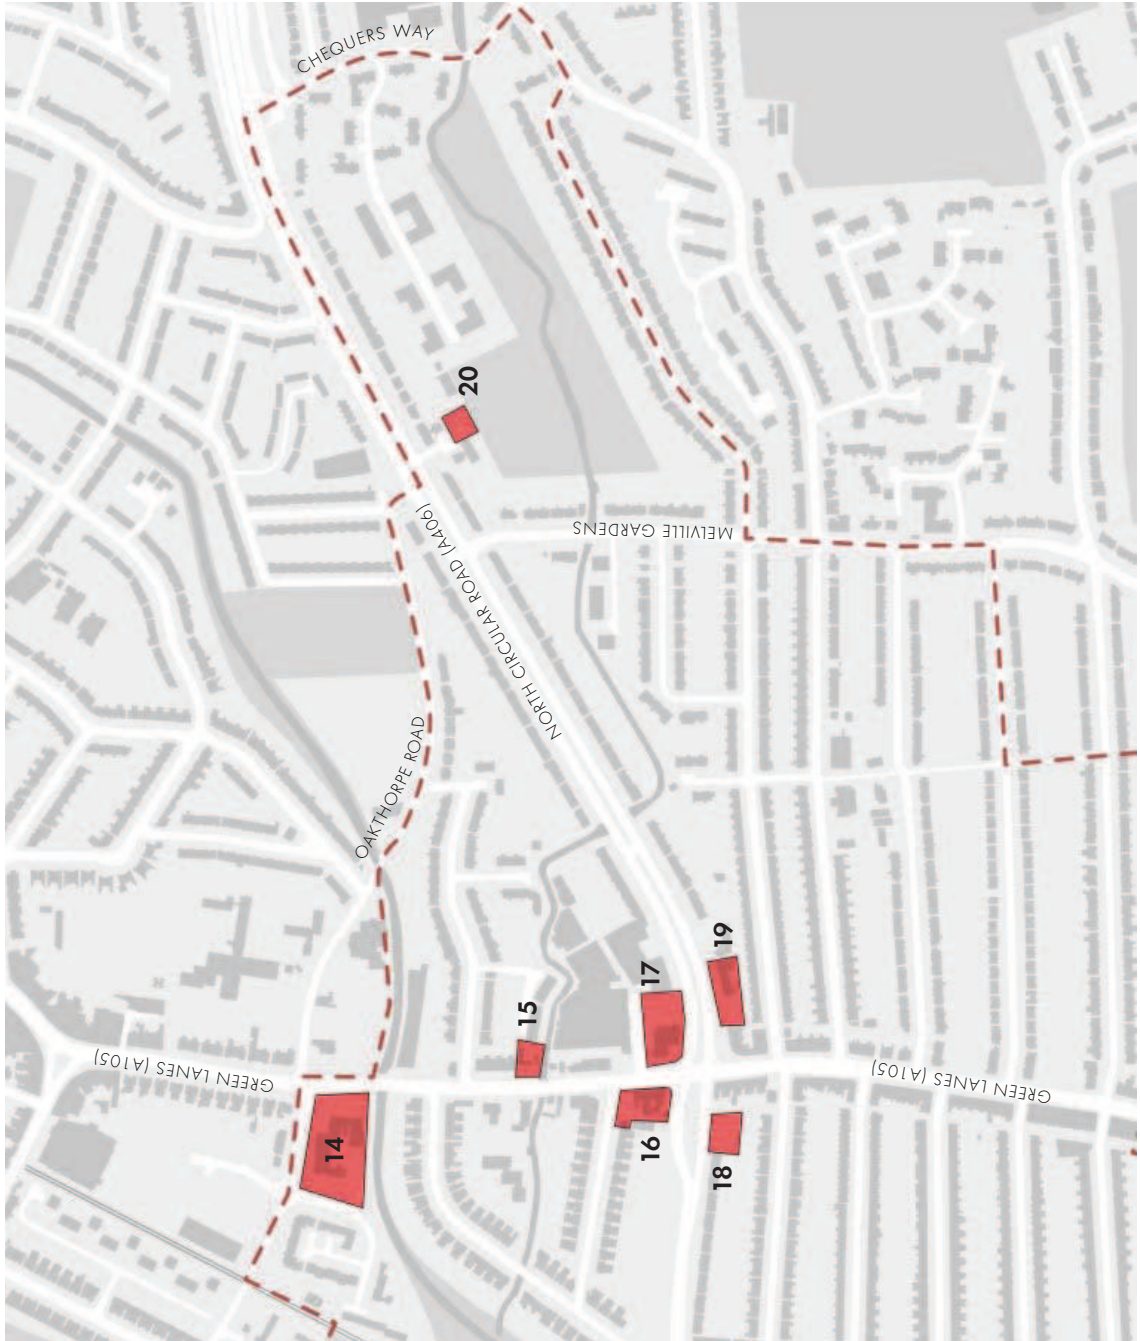 CHEQUERS WAY
20
NORTH CIRCULAR ROAD (A406)
MELVILLE GARDENS
OAKTHORPE ROAD
19
17
15
GREEN LANES (A105)
GREEN LANES (A105)
14
16
18